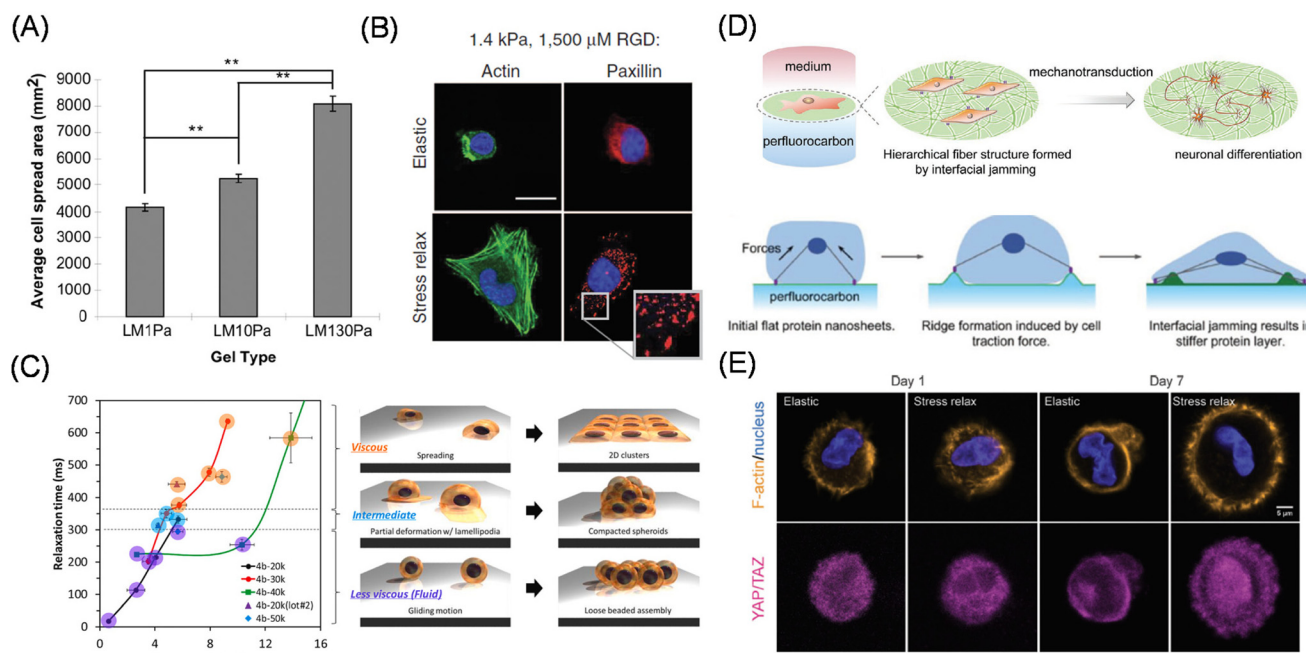 (A)
9000
8000
7000
6000
5000
4000
3000
2000
1000
0
Average cell spread area (mm²)
**
**
**
LM1Pa
LM10Pa
LM130Pa
Gel Type
(B)
1.4 kPa, 1,500 μM RGD:
Actin
Paxillin
Elastic
Stress relax
(D)
medium
perfluorocarbon
Hierarchical fiber structure formed
by interfacial jamming
mechanotransduction
neuronal differentiation
Forces
perfluorocarbon
Initial flat protein nanosheets.
Ridge formation induced by cell
traction force.
Interfacial jamming results i
stiffer protein layer.
(C)
700
600
500
400
300
200
100
0
Relaxation time (ms)
0
4
8
12
16
4b-20k
4b-30k
4b-40k
4b-20k(lot#2)
4b-50k
Viscous
Spreading
2D clusters
Intermediate
Partial deformation w/ lamellipodia
Compacted spheroids
Less viscous (Fluid)
Gliding motion
Loose beaded assembly
(E)
Day 1
Day 7
Elastic
Stress relax
Elastic
Stress relax
F-actin/nucleus
5 μm
YAP/TAZ